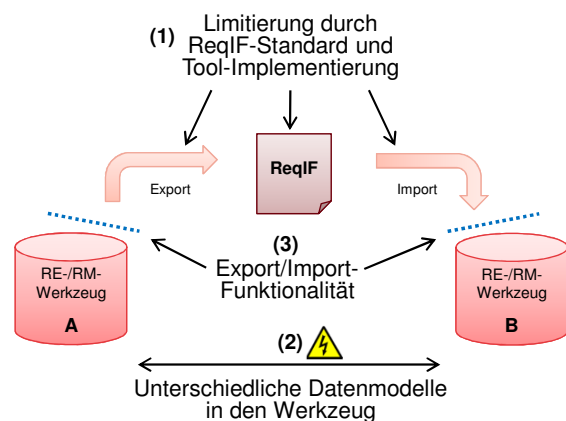 (1) Limitierung durch
ReqIF-Standard und
Tool-Implementierung
ReqIF
Export
Import
(3)
Export/Import-
Funktionalität
RE-/RM-
Werkzeug
A
RE-/RM-
Werkzeug
B
(2)
Unterschiedliche Datenmodelle
in den Werkzeug